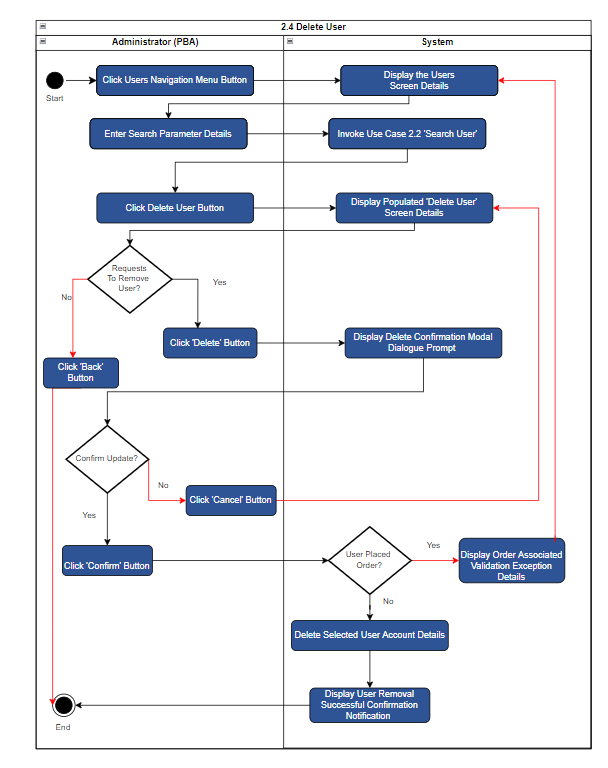 2.4 Delete User
Administrator (PBA)
System
Start
Click Users Navigation Menu Button
Display the Users
Screen Details
Enter Search Parameter Details
Invoke Use Case 2.2 'Search User'
Click Delete User Button
Display Populated 'Delete User'
Screen Details
Requests
To Remove
User?
No
Yes
Click 'Delete' Button
Display Delete Confirmation Modal
Dialogue Prompt
Click 'Back'
Button
Confirm Update?
No
Click 'Cancel' Button
Yes
Click 'Confirm' Button
User Placed
Order?
Yes
Display Order Associated
Validation Exception
Details
No
Delete Selected User Account Details
Display User Removal
Successful Confirmation
Notification
End